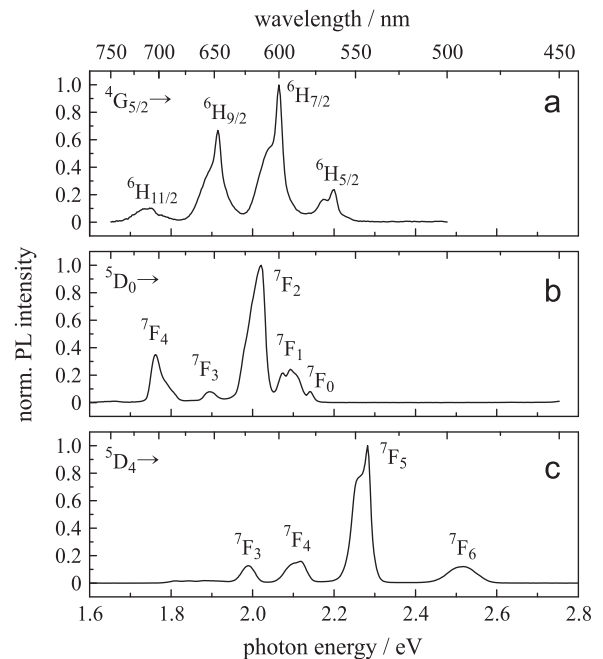 wavelength / nm
750 700 650 600 550 500 450
norm. PL intensity
1.0
0.8
0.6
0.4
0.2
0
⁴G₅/₂→
⁶H₁₁/₂
⁶H₉/₂
⁶H₇/₂
⁶H₅/₂
a
1.0
0.8
0.6
0.4
0.2
0
⁵D₀→
⁷F₄
⁷F₃
⁷F₂
⁷F₁
⁷F₀
b
1.0
0.8
0.6
0.4
0.2
0
⁵D₄→
⁷F₃
⁷F₄
⁷F₅
⁷F₆
c
1.6 1.8 2.0 2.2 2.4 2.6 2.8
photon energy / eV